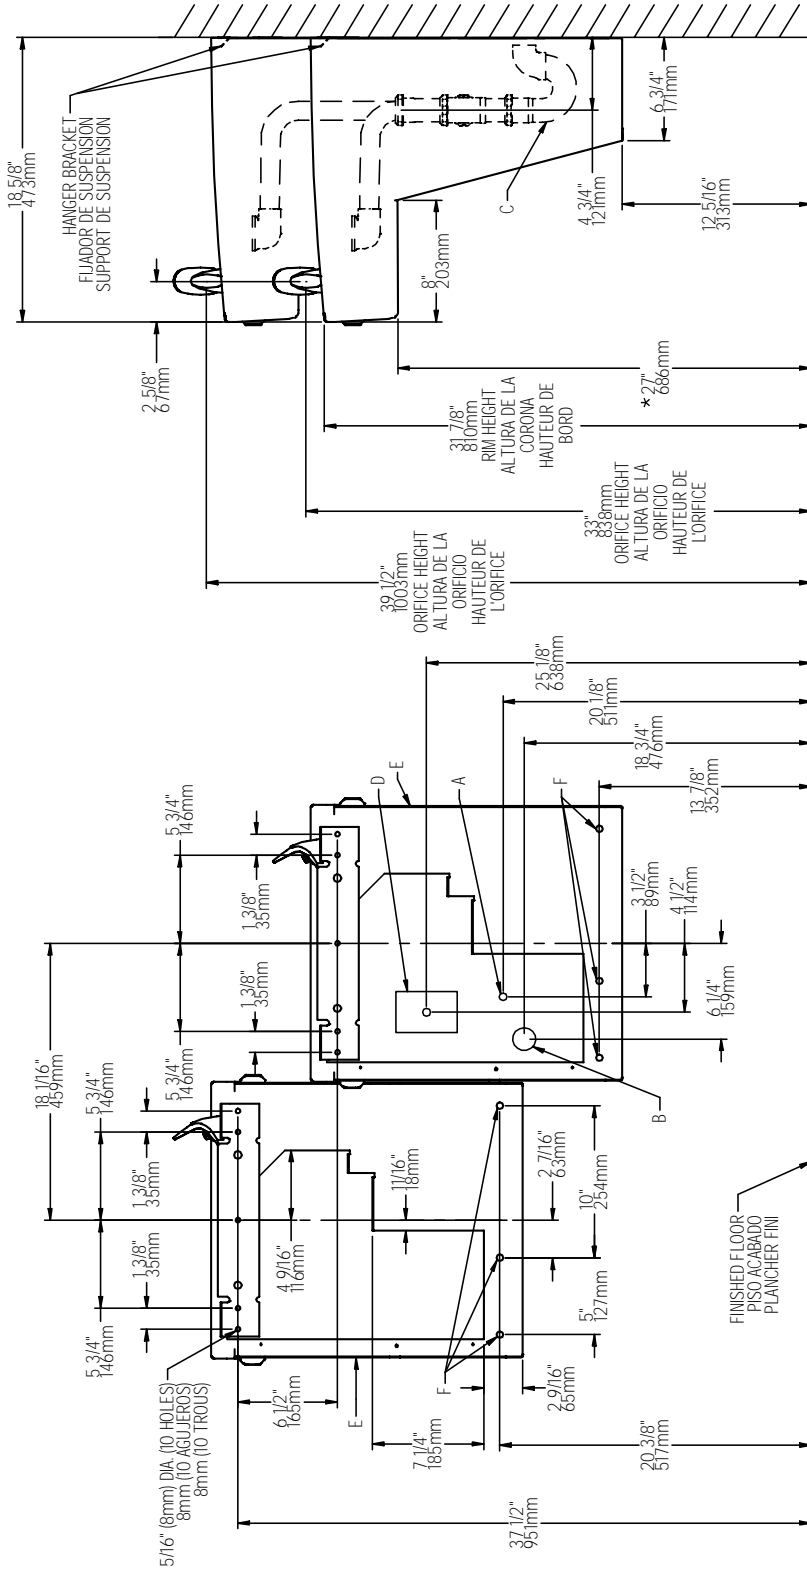 18 5/8"
473mm
HANGER BRACKET
FIJADOR DE SUSPENSION
SUPPORT DE SUSPENSION
2 5/8"
67mm
8"
203mm
C
4 3/4"
121mm
6 3/4"
171mm
12 5/16"
313mm
*27"
686mm
31 7/8"
810mm
RIM HEIGHT
ALTURA DE LA
CORONA
HAUTEUR DE
BORD
33"
838mm
ORIFICE HEIGHT
ALTURA DE LA
ORIFICIO
HAUTEUR DE
L'ORIFICE
39 1/2"
1003mm
ORIFICE HEIGHT
ALTURA DE LA
ORIFICIO
HAUTEUR DE
L'ORIFICE
25 1/8"
638mm
20 1/8"
511mm
18 3/4"
476mm
13 7/8"
352mm
5 3/4"
146mm
1 3/8"
35mm
D
E
A
F
18 1/16"
459mm
5 3/4"
146mm
1 3/8"
35mm
3 1/2"
89mm
4 1/2"
114mm
6 1/4"
159mm
B
5 3/4"
146mm
1 3/8"
35mm
5 3/4"
146mm
1 3/8"
35mm
4 9/16"
116mm
11/16"
18mm
2 7/16"
63mm
10"
254mm
5"
127mm
F
2 9/16"
65mm
5/16" (8mm) DIA. (10 HOLES)
8mm (10 AGUJEROS)
8mm (10 TROUS)
6 1/2"
165mm
E
7 1/4"
185mm
20 3/8"
517mm
37 1/2"
951mm
FINISHED FLOOR
PISO ACABADO
PLANCHER FINI